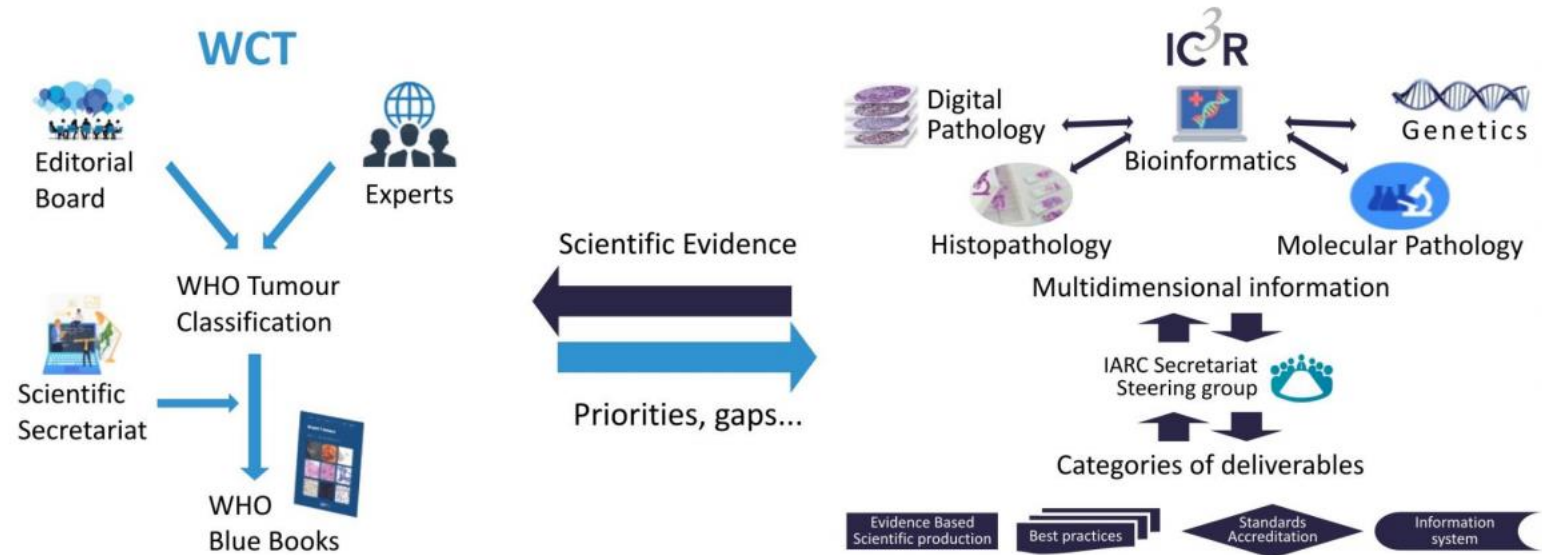 WCT
Editorial
Board
Experts
WHO Tumour
Classification
Scientific
Secretariat
WHO
Blue Books
Scientific Evidence
Priorities, gaps...
IC3R
Digital
Pathology
Bioinformatics
Genetics
Histopathology
Molecular Pathology
Multidimensional information
IARC Secretariat
Steering group
Categories of deliverables
Evidence Based
Scientific production
Best practices
Standards
Accreditation
Information
system